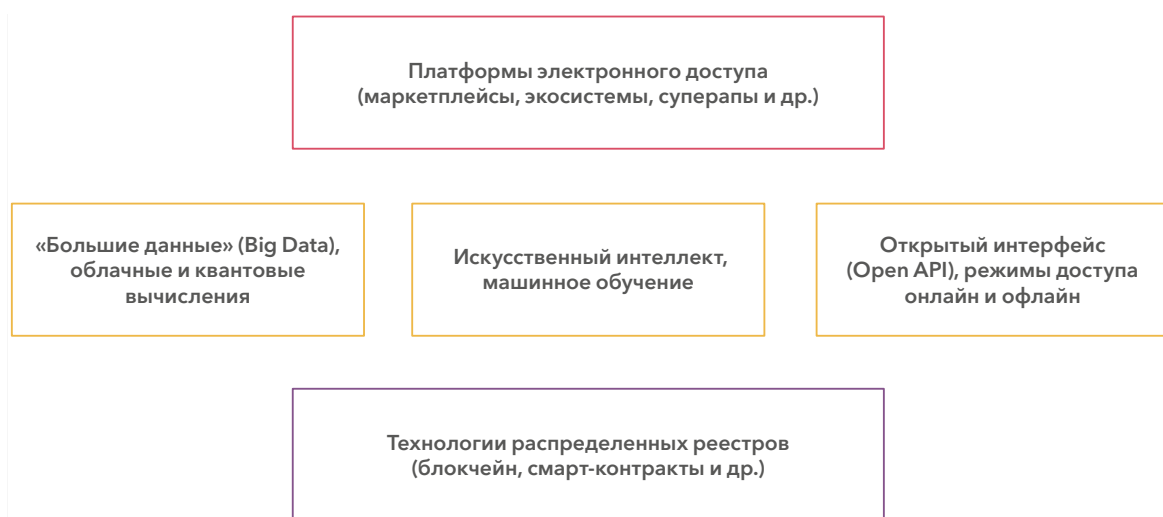 Платформы электронного доступа
(маркетплейсы, экосистемы, суперапы и др.)
«Большие данные» (Big Data),
облачные и квантовые
вычисления
Искусственный интеллект,
машинное обучение
Открытый интерфейс
(Open API), режимы доступа
онлайн и офлайн
Технологии распределенных реестров
(блокчейн, смарт-контракты и др.)